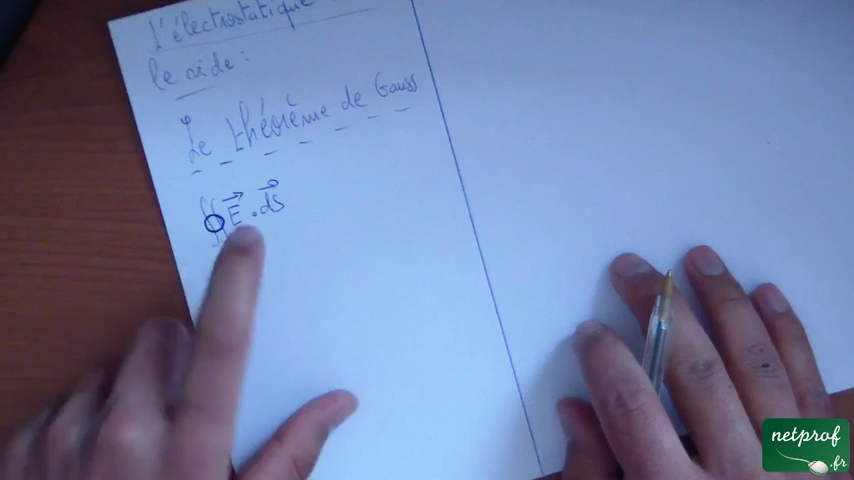 l'électrostatique
le vide :
Le théorème de Gauss
∯ E⃗ . dS⃗
netprof
.fr